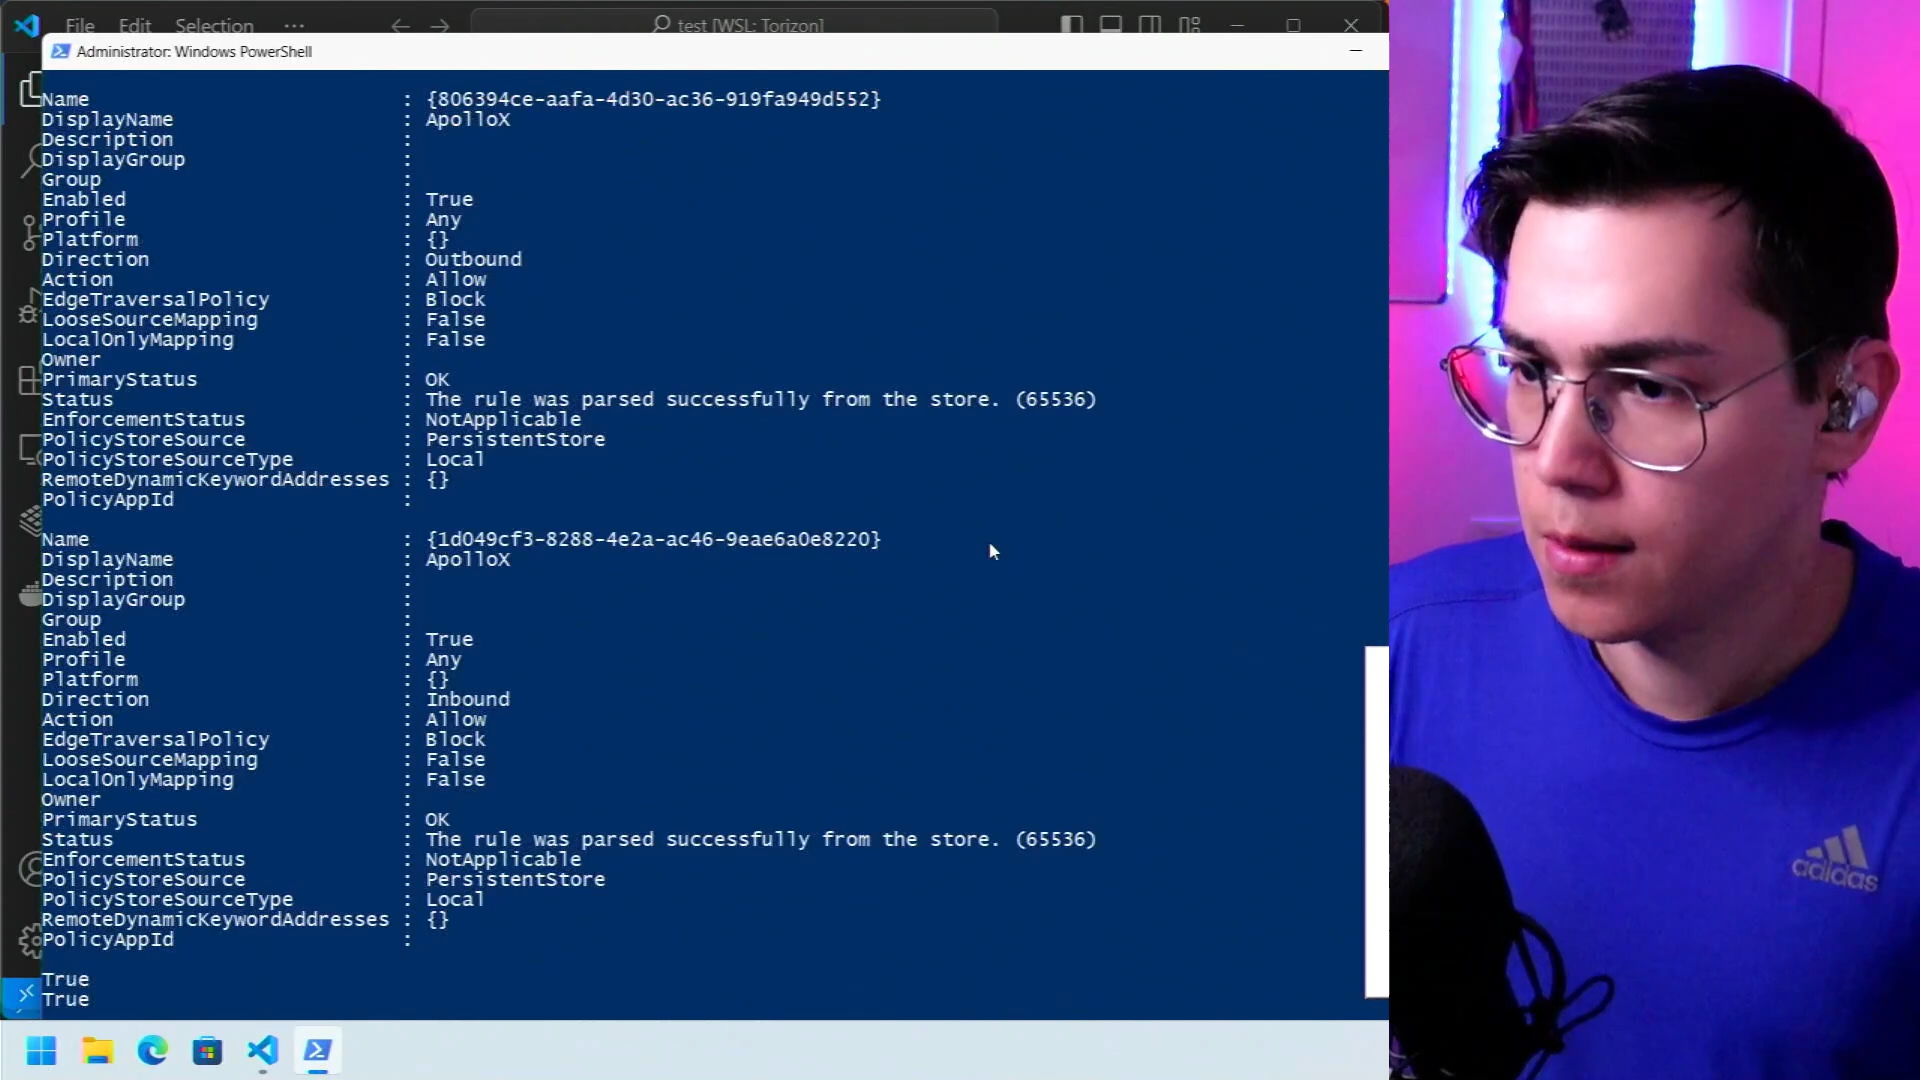 File Edit Selection ···
test [WSL: Torizon]
Administrator: Windows PowerShell
Name : {806394ce-aafa-4d30-ac36-919fa949d552}
DisplayName : ApolloX
Description :
DisplayGroup :
Group :
Enabled : True
Profile : Any
Platform : {}
Direction : Outbound
Action : Allow
EdgeTraversalPolicy : Block
LooseSourceMapping : False
LocalOnlyMapping : False
Owner :
PrimaryStatus : OK
Status : The rule was parsed successfully from the store. (65536)
EnforcementStatus : NotApplicable
PolicyStoreSource : PersistentStore
PolicyStoreSourceType : Local
RemoteDynamicKeywordAddresses : {}
PolicyAppId :
Name : {1d049cf3-8288-4e2a-ac46-9eae6a0e8220}
DisplayName : ApolloX
Description :
DisplayGroup :
Group :
Enabled : True
Profile : Any
Platform : {}
Direction : Inbound
Action : Allow
EdgeTraversalPolicy : Block
LooseSourceMapping : False
LocalOnlyMapping : False
Owner :
PrimaryStatus : OK
Status : The rule was parsed successfully from the store. (65536)
EnforcementStatus : NotApplicable
PolicyStoreSource : PersistentStore
PolicyStoreSourceType : Local
RemoteDynamicKeywordAddresses : {}
PolicyAppId :
True
True
adidas